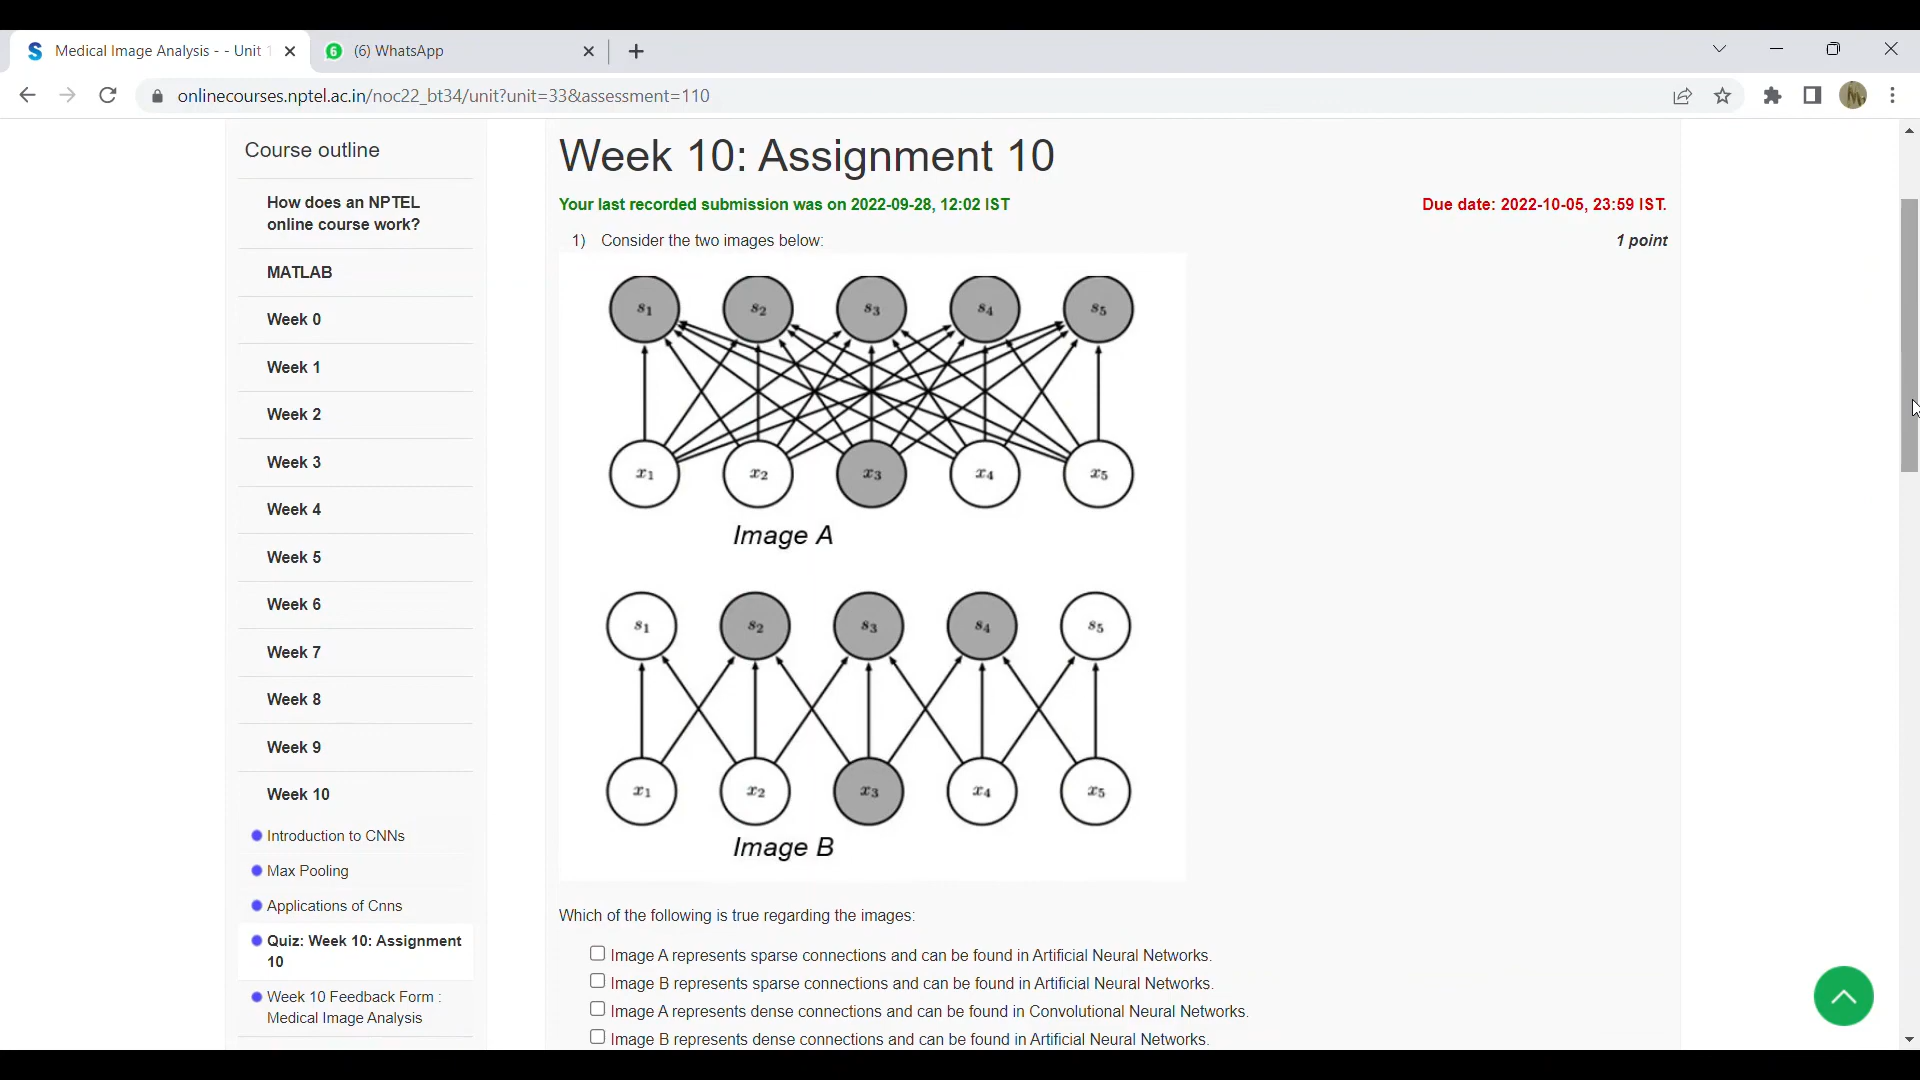 Medical Image Analysis - - Unit 1
(6) WhatsApp
onlinecourses.nptel.ac.in/noc22_bt34/unit?unit=33&assessment=110
Course outline
How does an NPTEL
online course work?
MATLAB
Week 0
Week 1
Week 2
Week 3
Week 4
Week 5
Week 6
Week 7
Week 8
Week 9
Week 10
Introduction to CNNs
Max Pooling
Applications of Cnns
Quiz: Week 10: Assignment
10
Week 10 Feedback Form :
Medical Image Analysis
Week 10: Assignment 10
Your last recorded submission was on 2022-09-28, 12:02 IST
Due date: 2022-10-05, 23:59 IST.
1) Consider the two images below:
1 point
s1 s2 s3 s4 s5
x1 x2 x3 x4 x5
Image A
s1 s2 s3 s4 s5
x1 x2 x3 x4 x5
Image B
Which of the following is true regarding the images:
Image A represents sparse connections and can be found in Artificial Neural Networks.
Image B represents sparse connections and can be found in Artificial Neural Networks.
Image A represents dense connections and can be found in Convolutional Neural Networks.
Image B represents dense connections and can be found in Artificial Neural Networks.